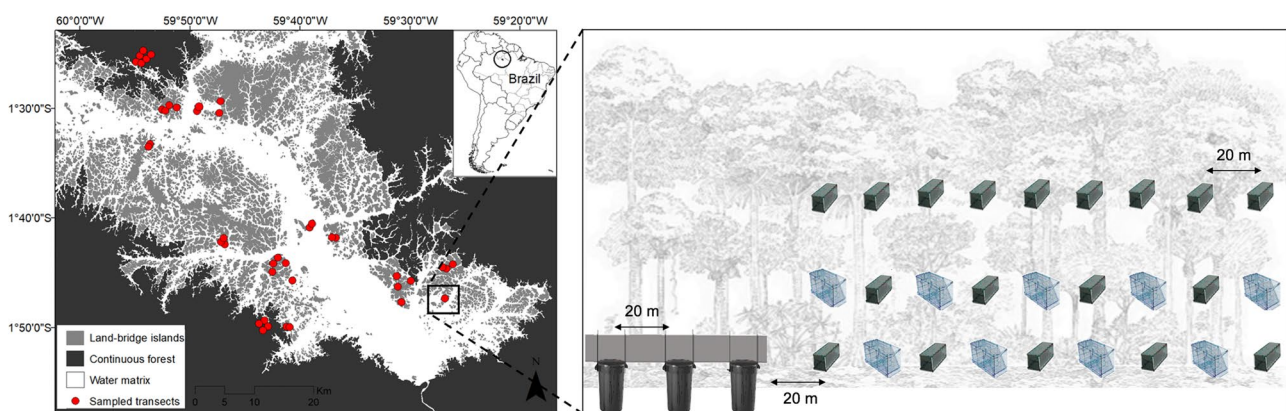 60°0'0"W 59°50'0"W 59°40'0"W 59°30'0"W 59°20'0"W
1°30'0"S
1°40'0"S
1°50'0"S
Brazil
Land-bridge islands
Continuous forest
Water matrix
Sampled transects
0 5 10 20
Km
N
20 m
20 m
20 m